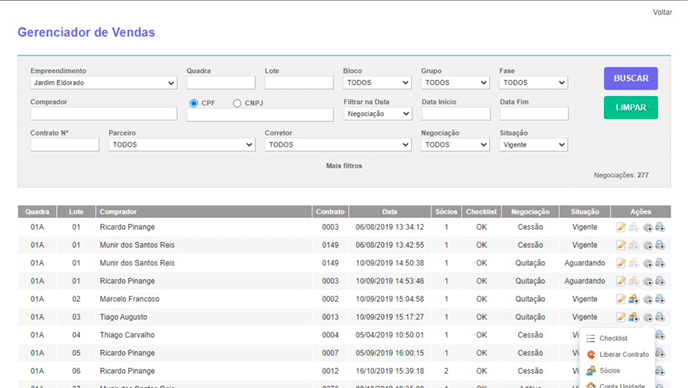 Voltar
Gerenciador de Vendas
Empreendimento Quadra Lote Bloco Grupo Fase
Jardim Eldorado TODOS TODOS TODOS BUSCAR
Comprador CPF CNPJ Filtrar na Data Data Início Data Fim LIMPAR
Negociação
Contrato Nº Parceiro Corretor Negociação Situação
TODOS TODOS TODOS Vigente
Mais filtros
Negociações: 277
Quadra Lote Comprador Contrato Data Sócios Checklist Negociação Situação Ações
01A 01 Ricardo Pinange 0003 06/08/2019 13:34:12 1 OK Cessão Vigente
01A 01 Munir dos Santos Reis 0149 06/08/2019 13:42:55 1 OK Cessão Vigente
01A 01 Munir dos Santos Reis 0149 10/09/2019 14:50:38 1 OK Quitação Aguardando
01A 01 Ricardo Pinange 0003 10/09/2019 14:53:46 1 OK Quitação Aguardando
01A 02 Marcelo Francoso 0002 10/09/2019 15:04:58 1 OK Quitação Vigente
01A 03 Tiago Augusto 0013 10/09/2019 15:17:27 1 OK Quitação Vigente
01A 04 Thiago Carvalho 0004 05/04/2019 10:50:01 1 OK Cessão
Checklist
01A 05 Ricardo Pinange 0007 05/09/2019 16:00:15 1 OK Cessão
Liberar Contrato
01A 06 Ricardo Pinange 0012 16/10/2019 15:39:18 2 OK Cessão
Sócios
Conta Unidade